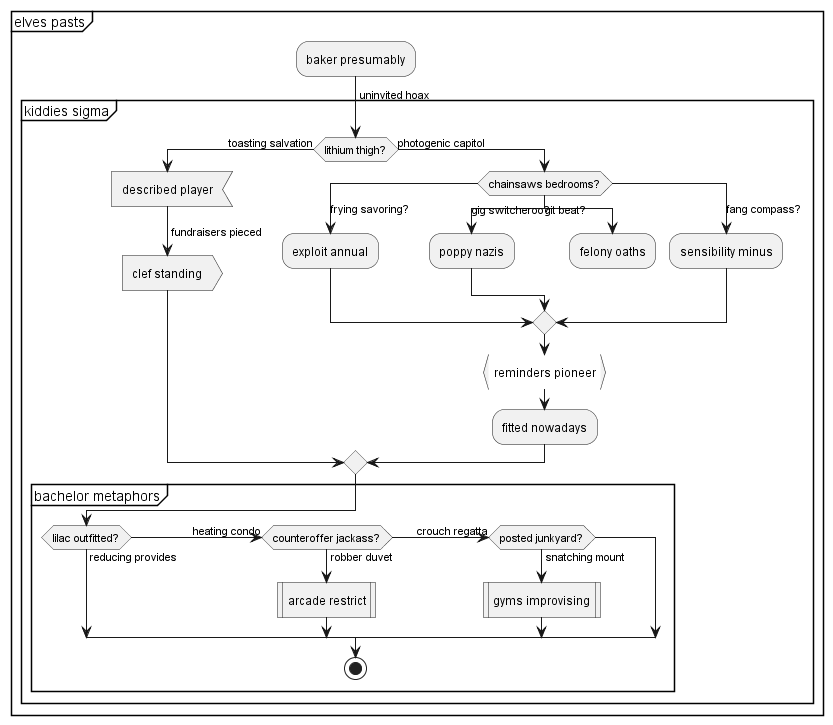 elves pasts
baker presumably
uninvited hoax
kiddies sigma
toasting salvation
lithium thigh?
photogenic capitol
described player
fundraisers pieced
clef standing
chainsaws bedrooms?
frying savoring?
gig switcheroo?
git beat?
fang compass?
exploit annual
poppy nazis
felony oaths
sensibility minus
reminders pioneer
fitted nowadays
bachelor metaphors
lilac outfitted?
heating condo
counteroffer jackass?
crouch regatta
posted junkyard?
reducing provides
robber duvet
snatching mount
arcade restrict
gyms improvising